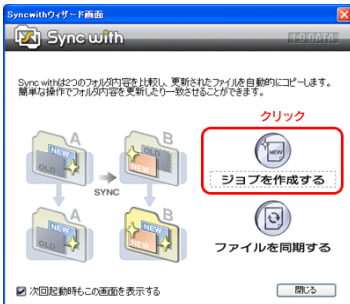 Syncwithウィザード画面
Sync with
I-O DATA
Sync withは2つのフォルダ内容を比較し、更新されたファイルを自動的にコピーします。
簡単な操作でフォルダ内容を更新したり一致させることができます。
クリック
A
B
NEW
OLD
OLD
NEW
SYNC
NEW
ジョブを作成する
A
B
NEW
NEW
NEW
NEW
ファイルを同期する
次回起動時もこの画面を表示する
閉じる